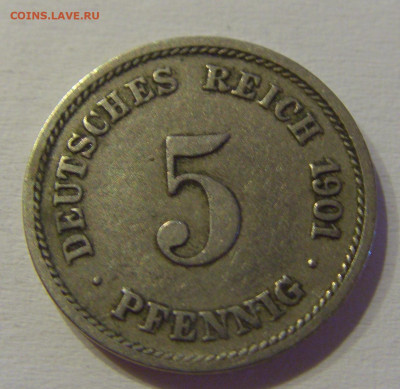 COINS.LAVE.RU
DEUTSCHES REICH 1901
5
· PFENNIG ·